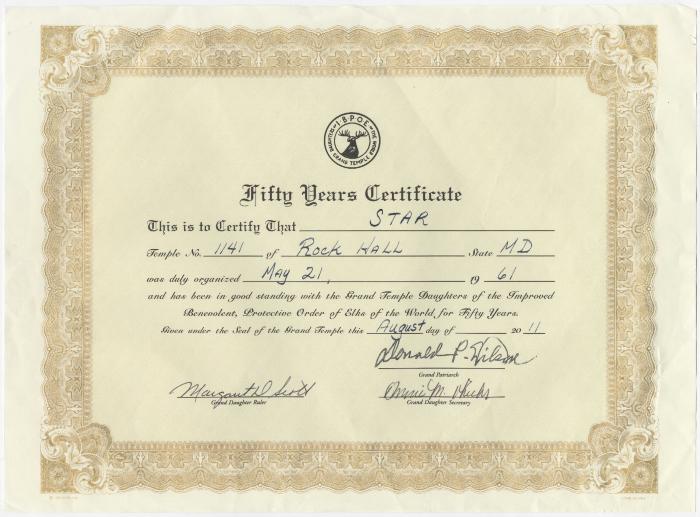 I·B·P·O·E·
DAUGHTERS OF THE GRAND TEMPLE
Fifty Years Certificate
This is to Certify That STAR
Temple No. 1141 of Rock Hall State MD
was duly organized May 21, 19 61
and has been in good standing with the Grand Temple Daughters of the Improved
Benevolent, Protective Order of Elks of the World, for Fifty Years.
Given under the Seal of the Grand Temple this August day of 20 11
Donald P. Wilson
Grand Patriarch
Margaret D. Scott
Grand Daughter Ruler
Grand Daughter Secretary